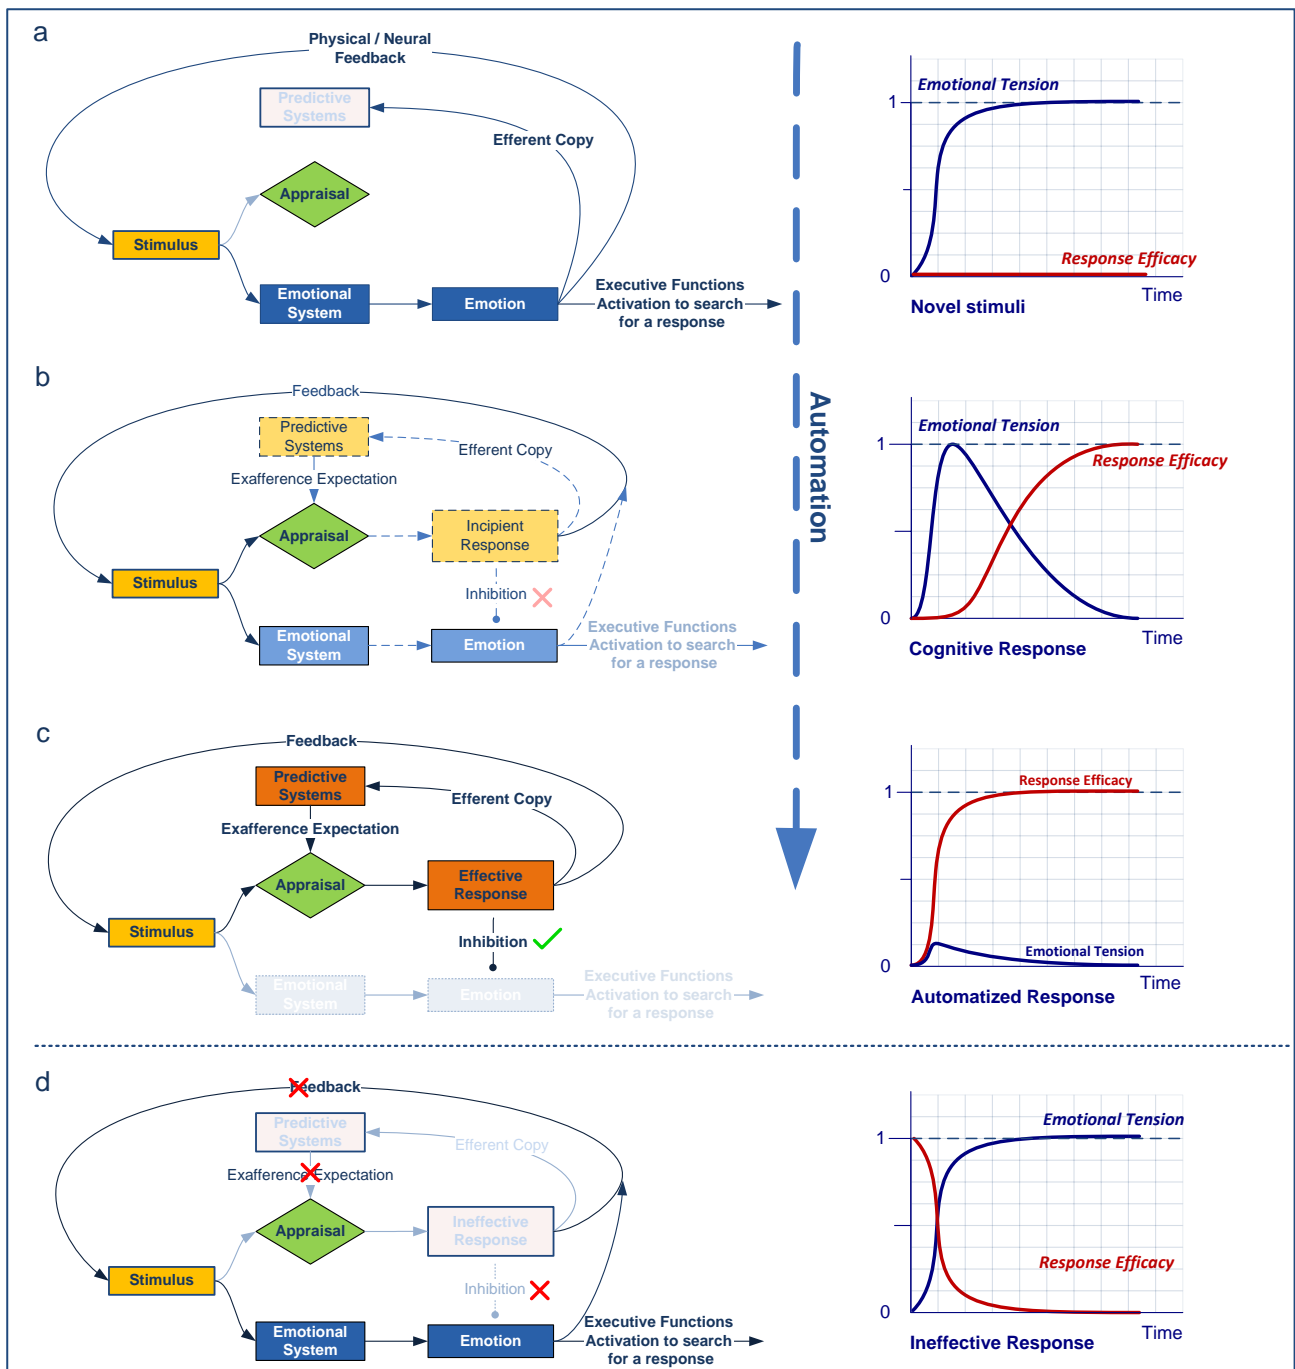 a
Physical / Neural
Feedback
Predictive
Systems
Efferent Copy
Appraisal
Stimulus
Emotional
System
Emotion
Executive Functions
Activation to search
for a response
Emotional Tension
1
Response Efficacy
0
Time
Novel stimuli
Automation
b
Feedback
Predictive
Systems
Efferent Copy
Exafference Expectation
Appraisal
Incipient
Response
Stimulus
Inhibition
Emotional
System
Emotion
Executive Functions
Activation to search
for a response
Emotional Tension
1
Response Efficacy
0
Time
Cognitive Response
c
Feedback
Predictive
Systems
Efferent Copy
Exafference Expectation
Appraisal
Effective
Response
Stimulus
Inhibition
Emotional
System
Emotion
Executive Functions
Activation to search
for a response
Response Efficacy
1
Emotional Tension
0
Time
Automatized Response
d
Feedback
Predictive
Systems
Efferent Copy
Exafference Expectation
Appraisal
Ineffective
Response
Stimulus
Inhibition
Emotional
System
Emotion
Executive Functions
Activation to search
for a response
Emotional Tension
1
Response Efficacy
0
Time
Ineffective Response